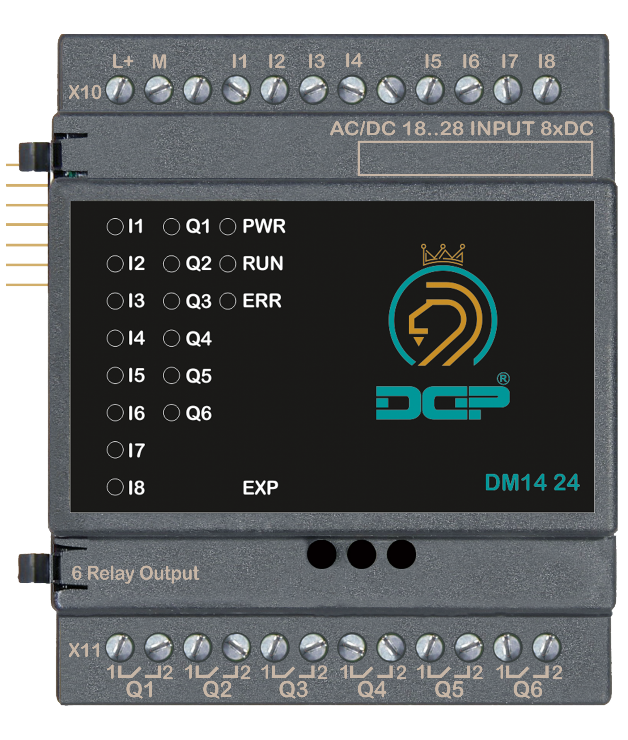 L+ M I1 I2 I3 I4 I5 I6 I7 I8
X10
AC/DC 18..28 INPUT 8xDC
I1 Q1 PWR
I2 Q2 RUN
I3 Q3 ERR
I4 Q4
I5 Q5
I6 Q6
I7
I8 EXP
DCP®
DM14 24
6 Relay Output
X11
1 2 1 2 1 2 1 2 1 2 1 2
Q1 Q2 Q3 Q4 Q5 Q6